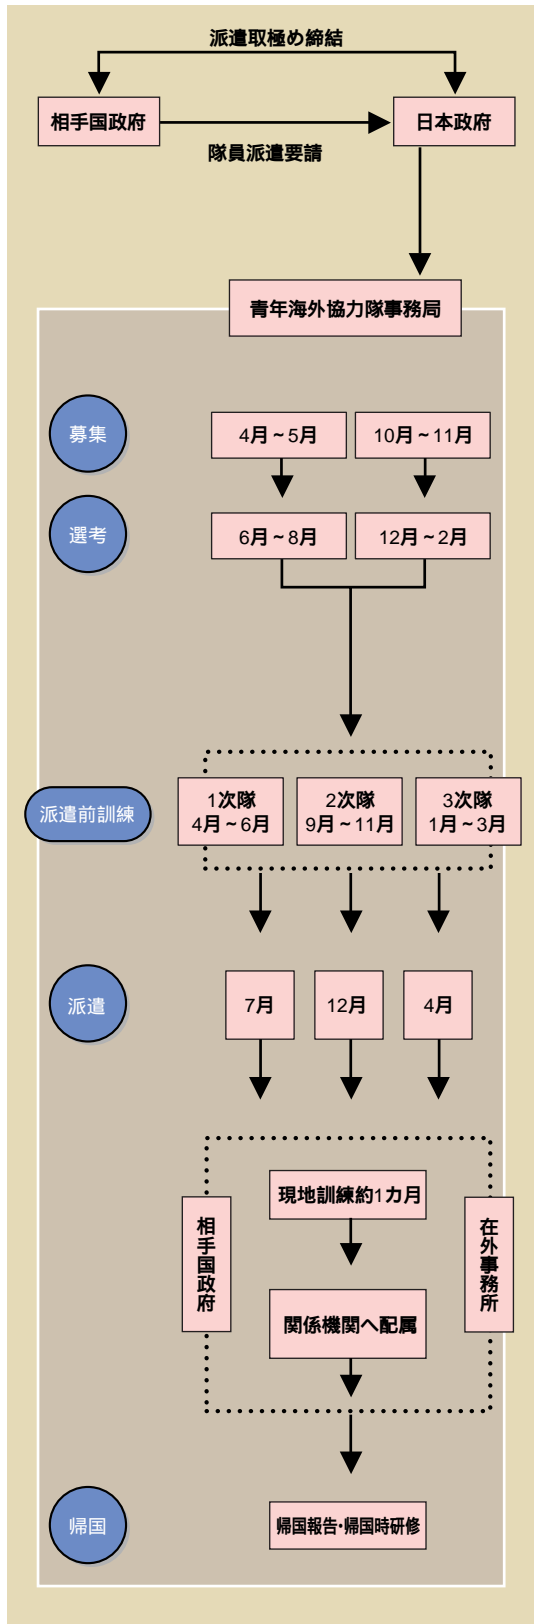 派遣取極め締結
相手国政府
日本政府
隊員派遣要請
青年海外協力隊事務局
募集
4月~5月
10月~11月
選考
6月~8月
12月~2月
派遣前訓練
1次隊
4月~6月
2次隊
9月~11月
3次隊
1月~3月
派遣
7月
12月
4月
現地訓練約1カ月
相手国政府
在外事務所
関係機関へ配属
帰国
帰国報告・帰国時研修